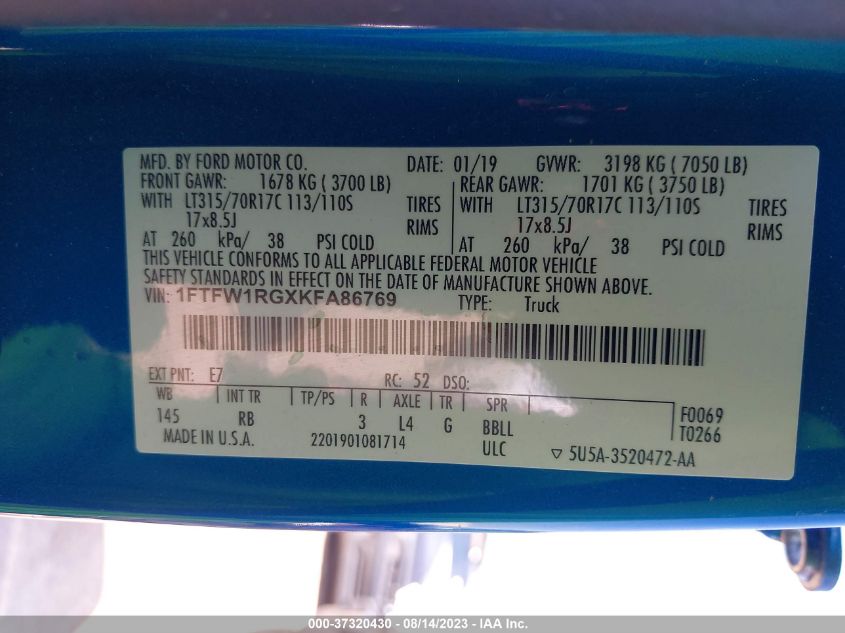 MFD. BY FORD MOTOR CO. DATE: 01/19 GVWR: 3198 KG ( 7050 LB)
FRONT GAWR: 1678 KG ( 3700 LB) REAR GAWR: 1701 KG ( 3750 LB)
WITH LT315/70R17C 113/110S TIRES WITH LT315/70R17C 113/110S TIRES
17x8.5J RIMS 17x8.5J RIMS
AT 260 kPa/ 38 PSI COLD AT 260 kPa/ 38 PSI COLD
THIS VEHICLE CONFORMS TO ALL APPLICABLE FEDERAL MOTOR VEHICLE
SAFETY STANDARDS IN EFFECT ON THE DATE OF MANUFACTURE SHOWN ABOVE.
VIN: 1FTFW1RGXKFA86769 TYPE: Truck
EXT PNT: E7 RC: 52 DSO:
WB INT TR TP/PS R AXLE TR SPR F0069
145 RB 3 L4 G BBLL T0266
MADE IN U.S.A. 2201901081714 ULC ▽ 5U5A-3520472-AA
000-37320430 - 08/14/2023 - IAA Inc.